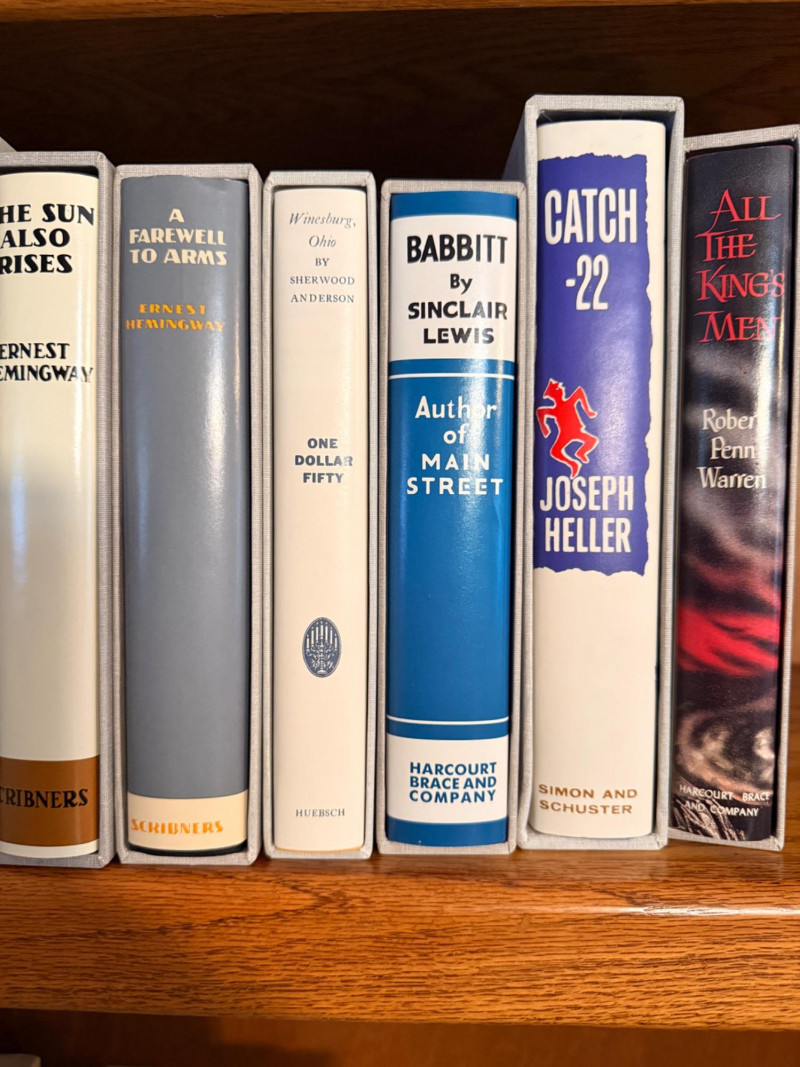 HE SUN
ALSO
RISES
ERNEST
EMINGWAY
CRIBNERS
A
FAREWELL
TO ARMS
ERNEST
HEMINGWAY
SCRIBNERS
Winesburg,
Ohio
BY
SHERWOOD
ANDERSON
ONE
DOLLAR
FIFTY
HUEBSCH
BABBITT
By
SINCLAIR
LEWIS
Author
of
MAIN
STREET
HARCOURT
BRACE AND
COMPANY
CATCH
-22
JOSEPH
HELLER
SIMON AND
SCHUSTER
ALL
THE
KING'S
MEN
Robert
Penn
Warren
HARCOURT BRACE
AND COMPANY